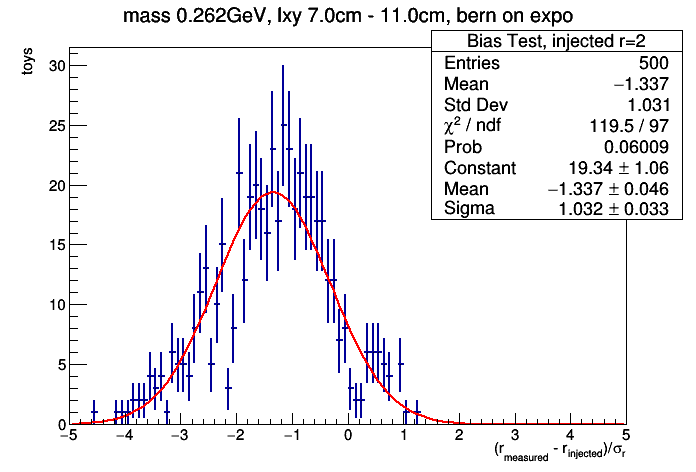 mass 0.262GeV, lxy 7.0cm - 11.0cm, bern on expo
Bias Test, injected r=2
Entries 500
Mean −1.337
Std Dev 1.031
χ² / ndf 119.5 / 97
Prob 0.06009
Constant 19.34 ± 1.06
Mean −1.337 ± 0.046
Sigma 1.032 ± 0.033
toys
30
25
20
15
10
5
0
−5 −4 −3 −2 −1 0 1 2 3 4 5
(r_measured - r_injected)/σ_r